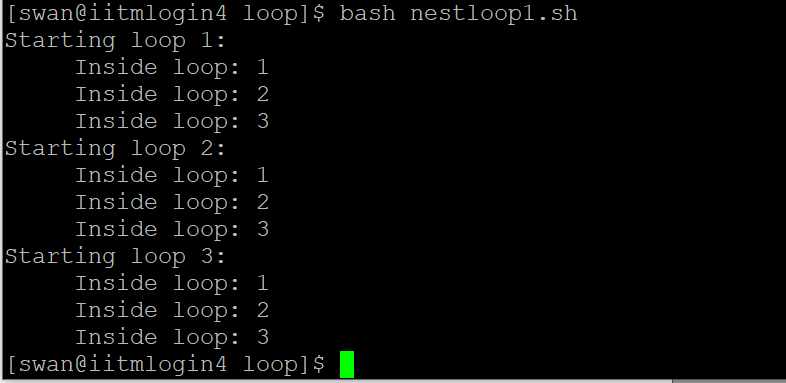 [swan@iitmlogin4 loop]$ bash nestloop1.sh
Starting loop 1:
     Inside loop: 1
     Inside loop: 2
     Inside loop: 3
Starting loop 2:
     Inside loop: 1
     Inside loop: 2
     Inside loop: 3
Starting loop 3:
     Inside loop: 1
     Inside loop: 2
     Inside loop: 3
[swan@iitmlogin4 loop]$